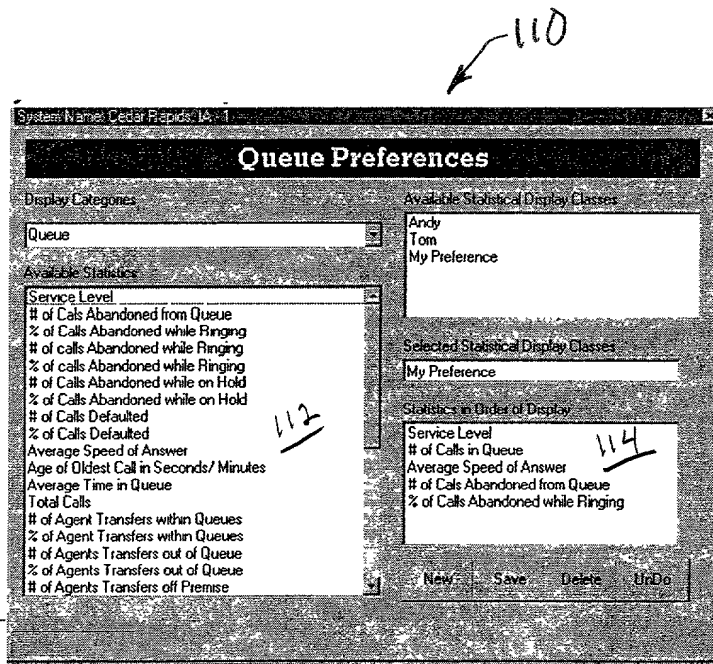 110
System Name: Cedar Rapids, IA - 1
Queue Preferences
Display Categories
Queue
Available Statistics
Service Level
# of Cals Abandoned from Queue
% of Calls Abandoned while Ringing
# of calls Abandoned while Ringing
% of calls Abandoned while Ringing
# of Calls Abandoned while on Hold
% of Calls Abandoned while on Hold
# of Calls Defaulted
% of Calls Defaulted
Average Speed of Answer
Age of Oldest Call in Seconds/ Minutes
Average Time in Queue
Total Calls
# of Agent Transfers within Queues
% of Agent Transfers within Queues
# of Agents Transfers out of Queue
% of Agents Transfers out of Queue
# of Agents Transfers off Premise
112
Available Statistical Display Classes
Andy
Tom
My Preference
Selected Statistical Display Classes
My Preference
Statistics in Order of Display
Service Level
# of Calls in Queue
Average Speed of Answer
# of Cals Abandoned from Queue
% of Calls Abandoned while Ringing
114
New Save Delete UnDo